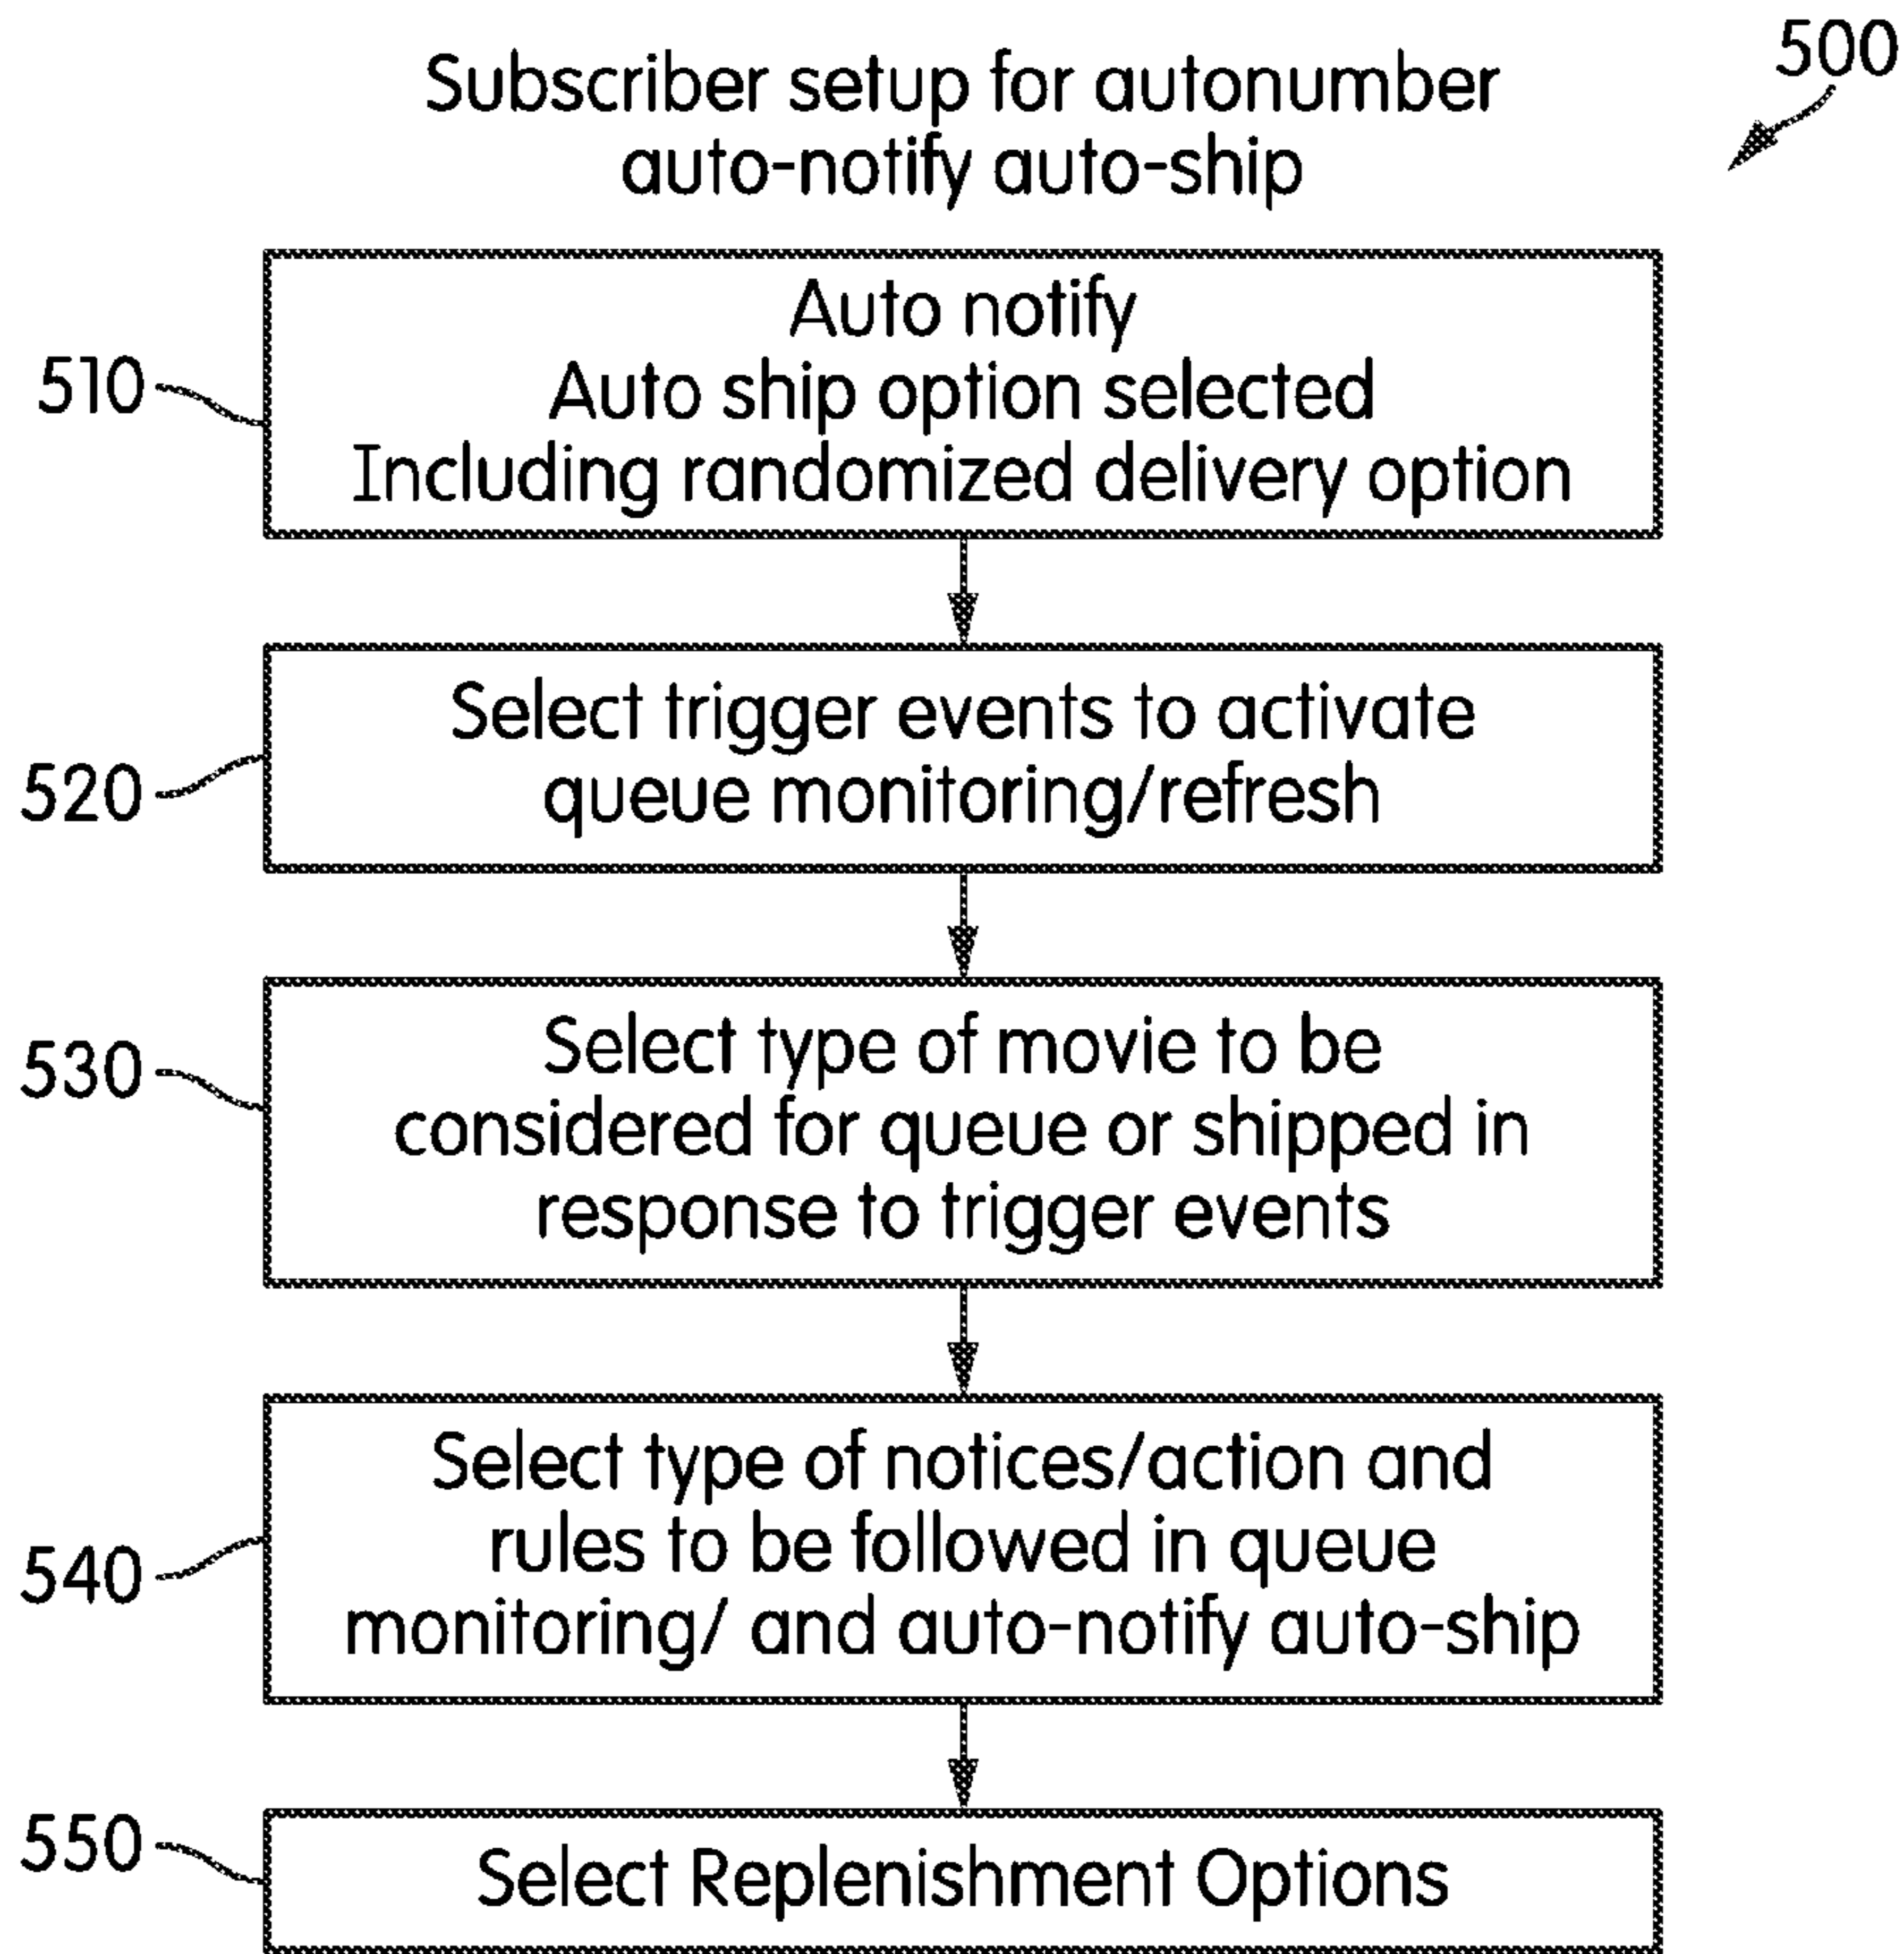 500
Subscriber setup for autonumber
auto-notify auto-ship
510
Auto notify
Auto ship option selected
Including randomized delivery option
520
Select trigger events to activate
queue monitoring/refresh
530
Select type of movie to be
considered for queue or shipped in
response to trigger events
540
Select type of notices/action and
rules to be followed in queue
monitoring/ and auto-notify auto-ship
550
Select Replenishment Options